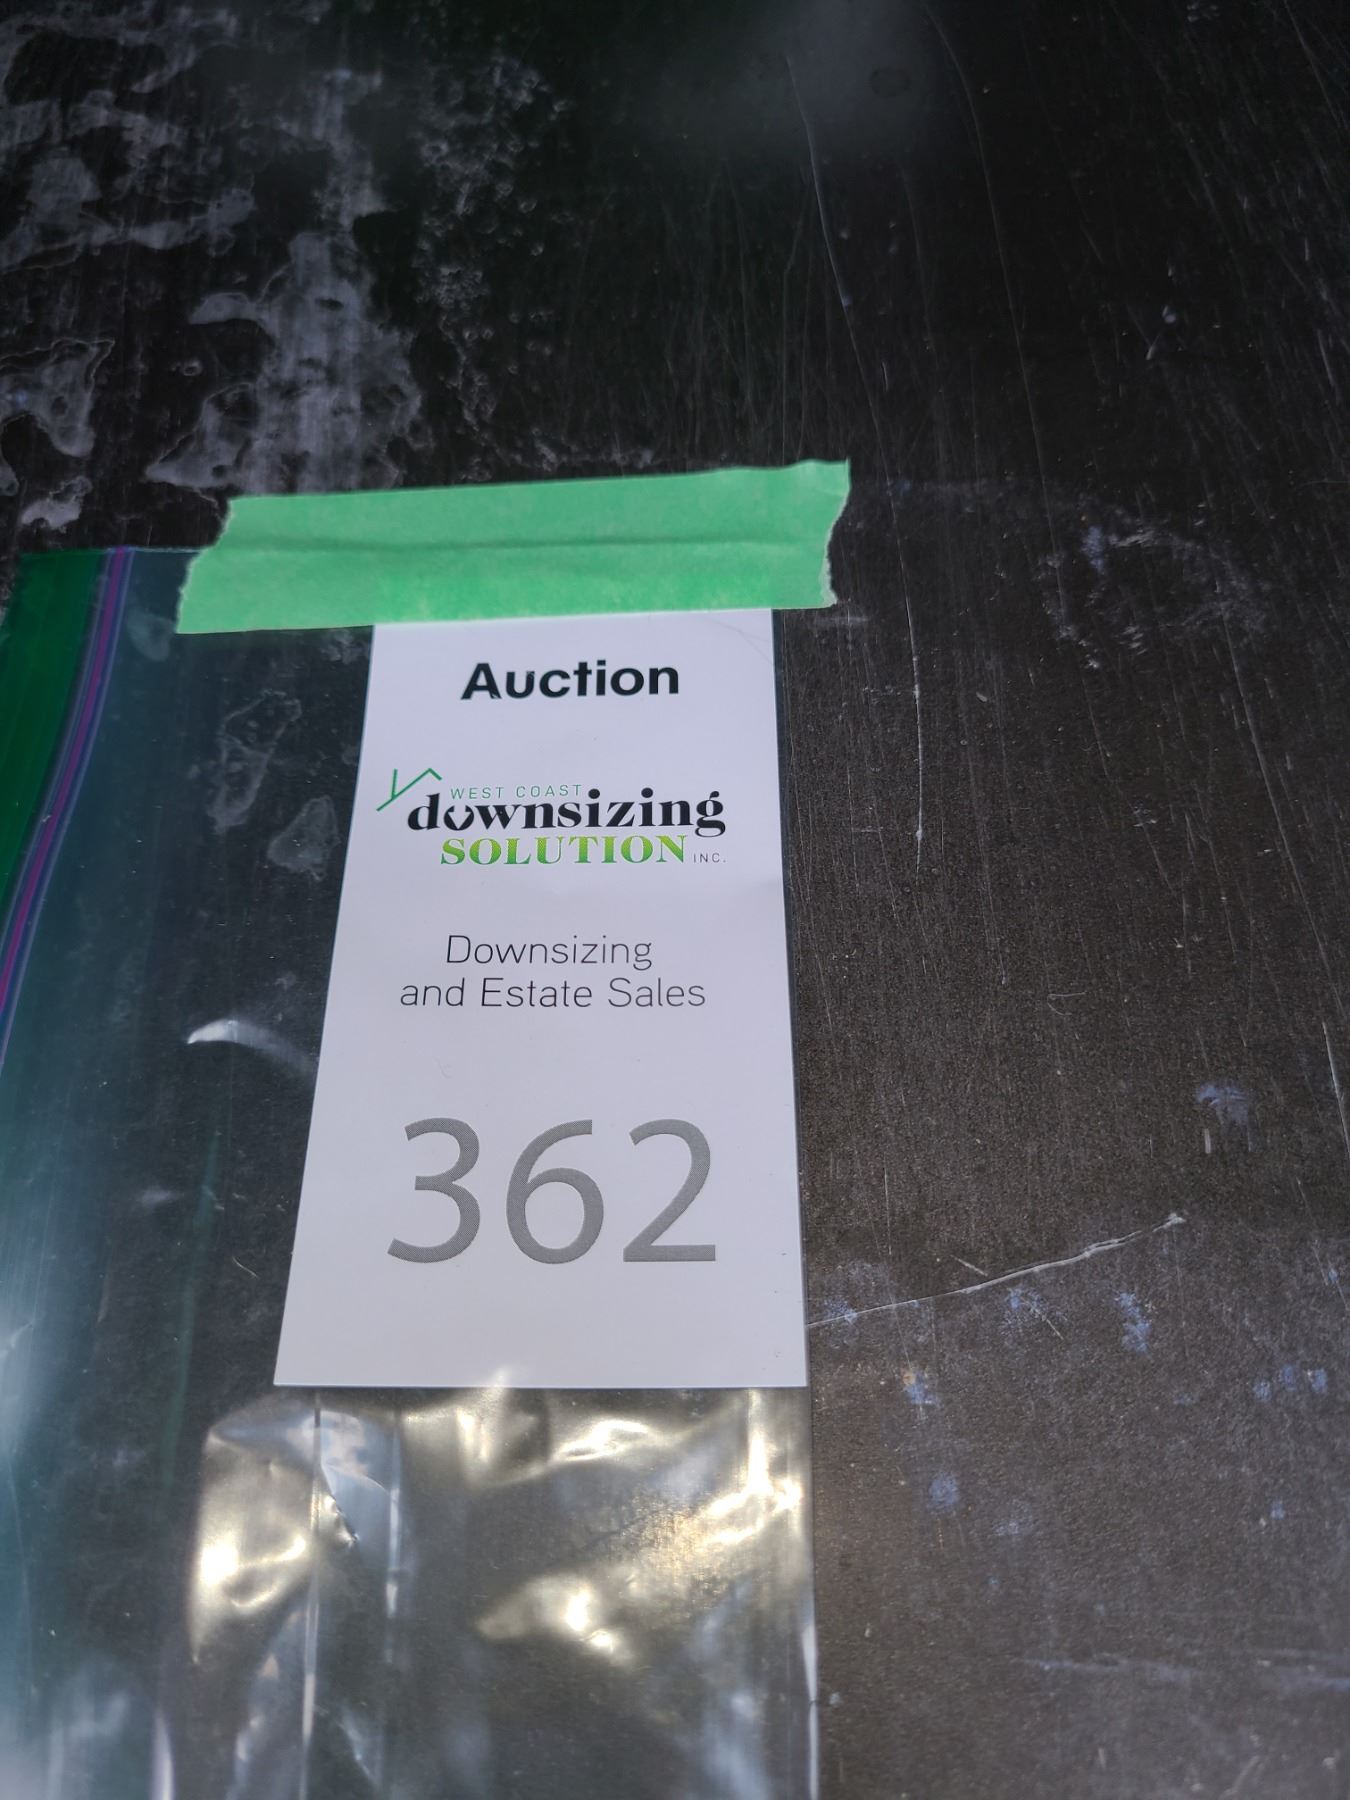 Auction
WEST COAST
downsizing
SOLUTION INC.
Downsizing
and Estate Sales
362